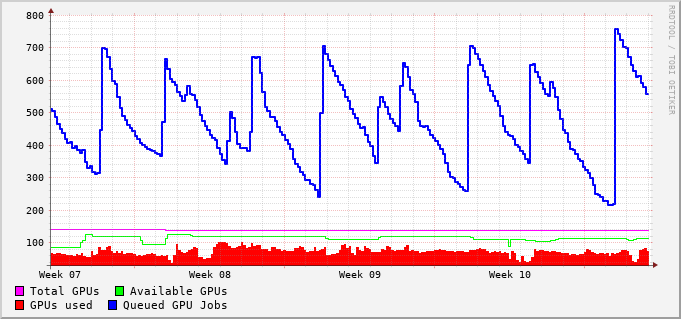 800
700
600
500
400
300
200
100
Week 07 Week 08 Week 09 Week 10
Total GPUs Available GPUs
GPUs used Queued GPU Jobs
RRDTOOL / TOBI OETIKER